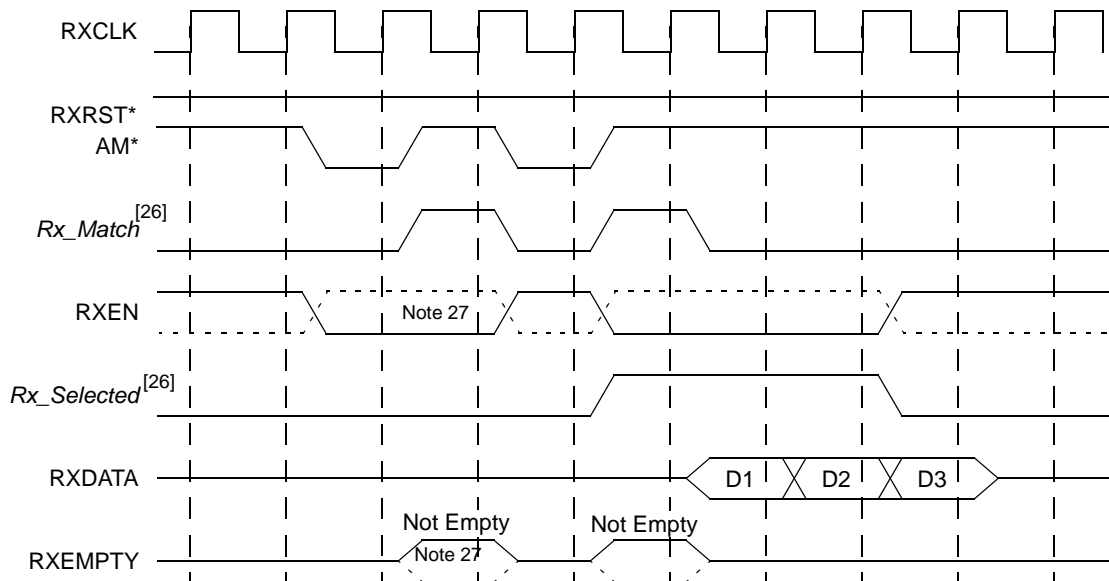 RXCLK
RXRST*
AM*
Rx_Match[26]
RXEN
Note 27
Rx_Selected[26]
RXDATA
D1
D2
D3
Not Empty
Not Empty
RXEMPTY
Note 27